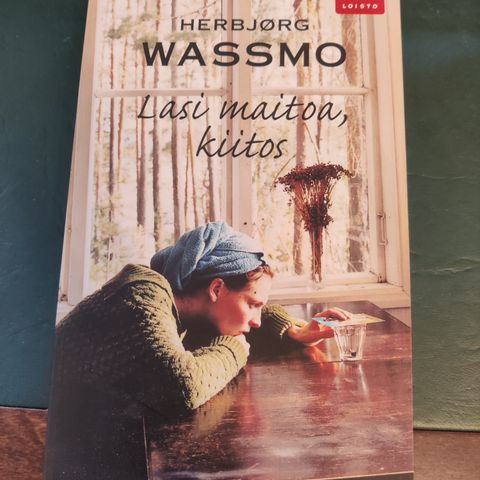 LOISTO
HERBJØRG
WASSMO
Lasi maitoa,
kiitos